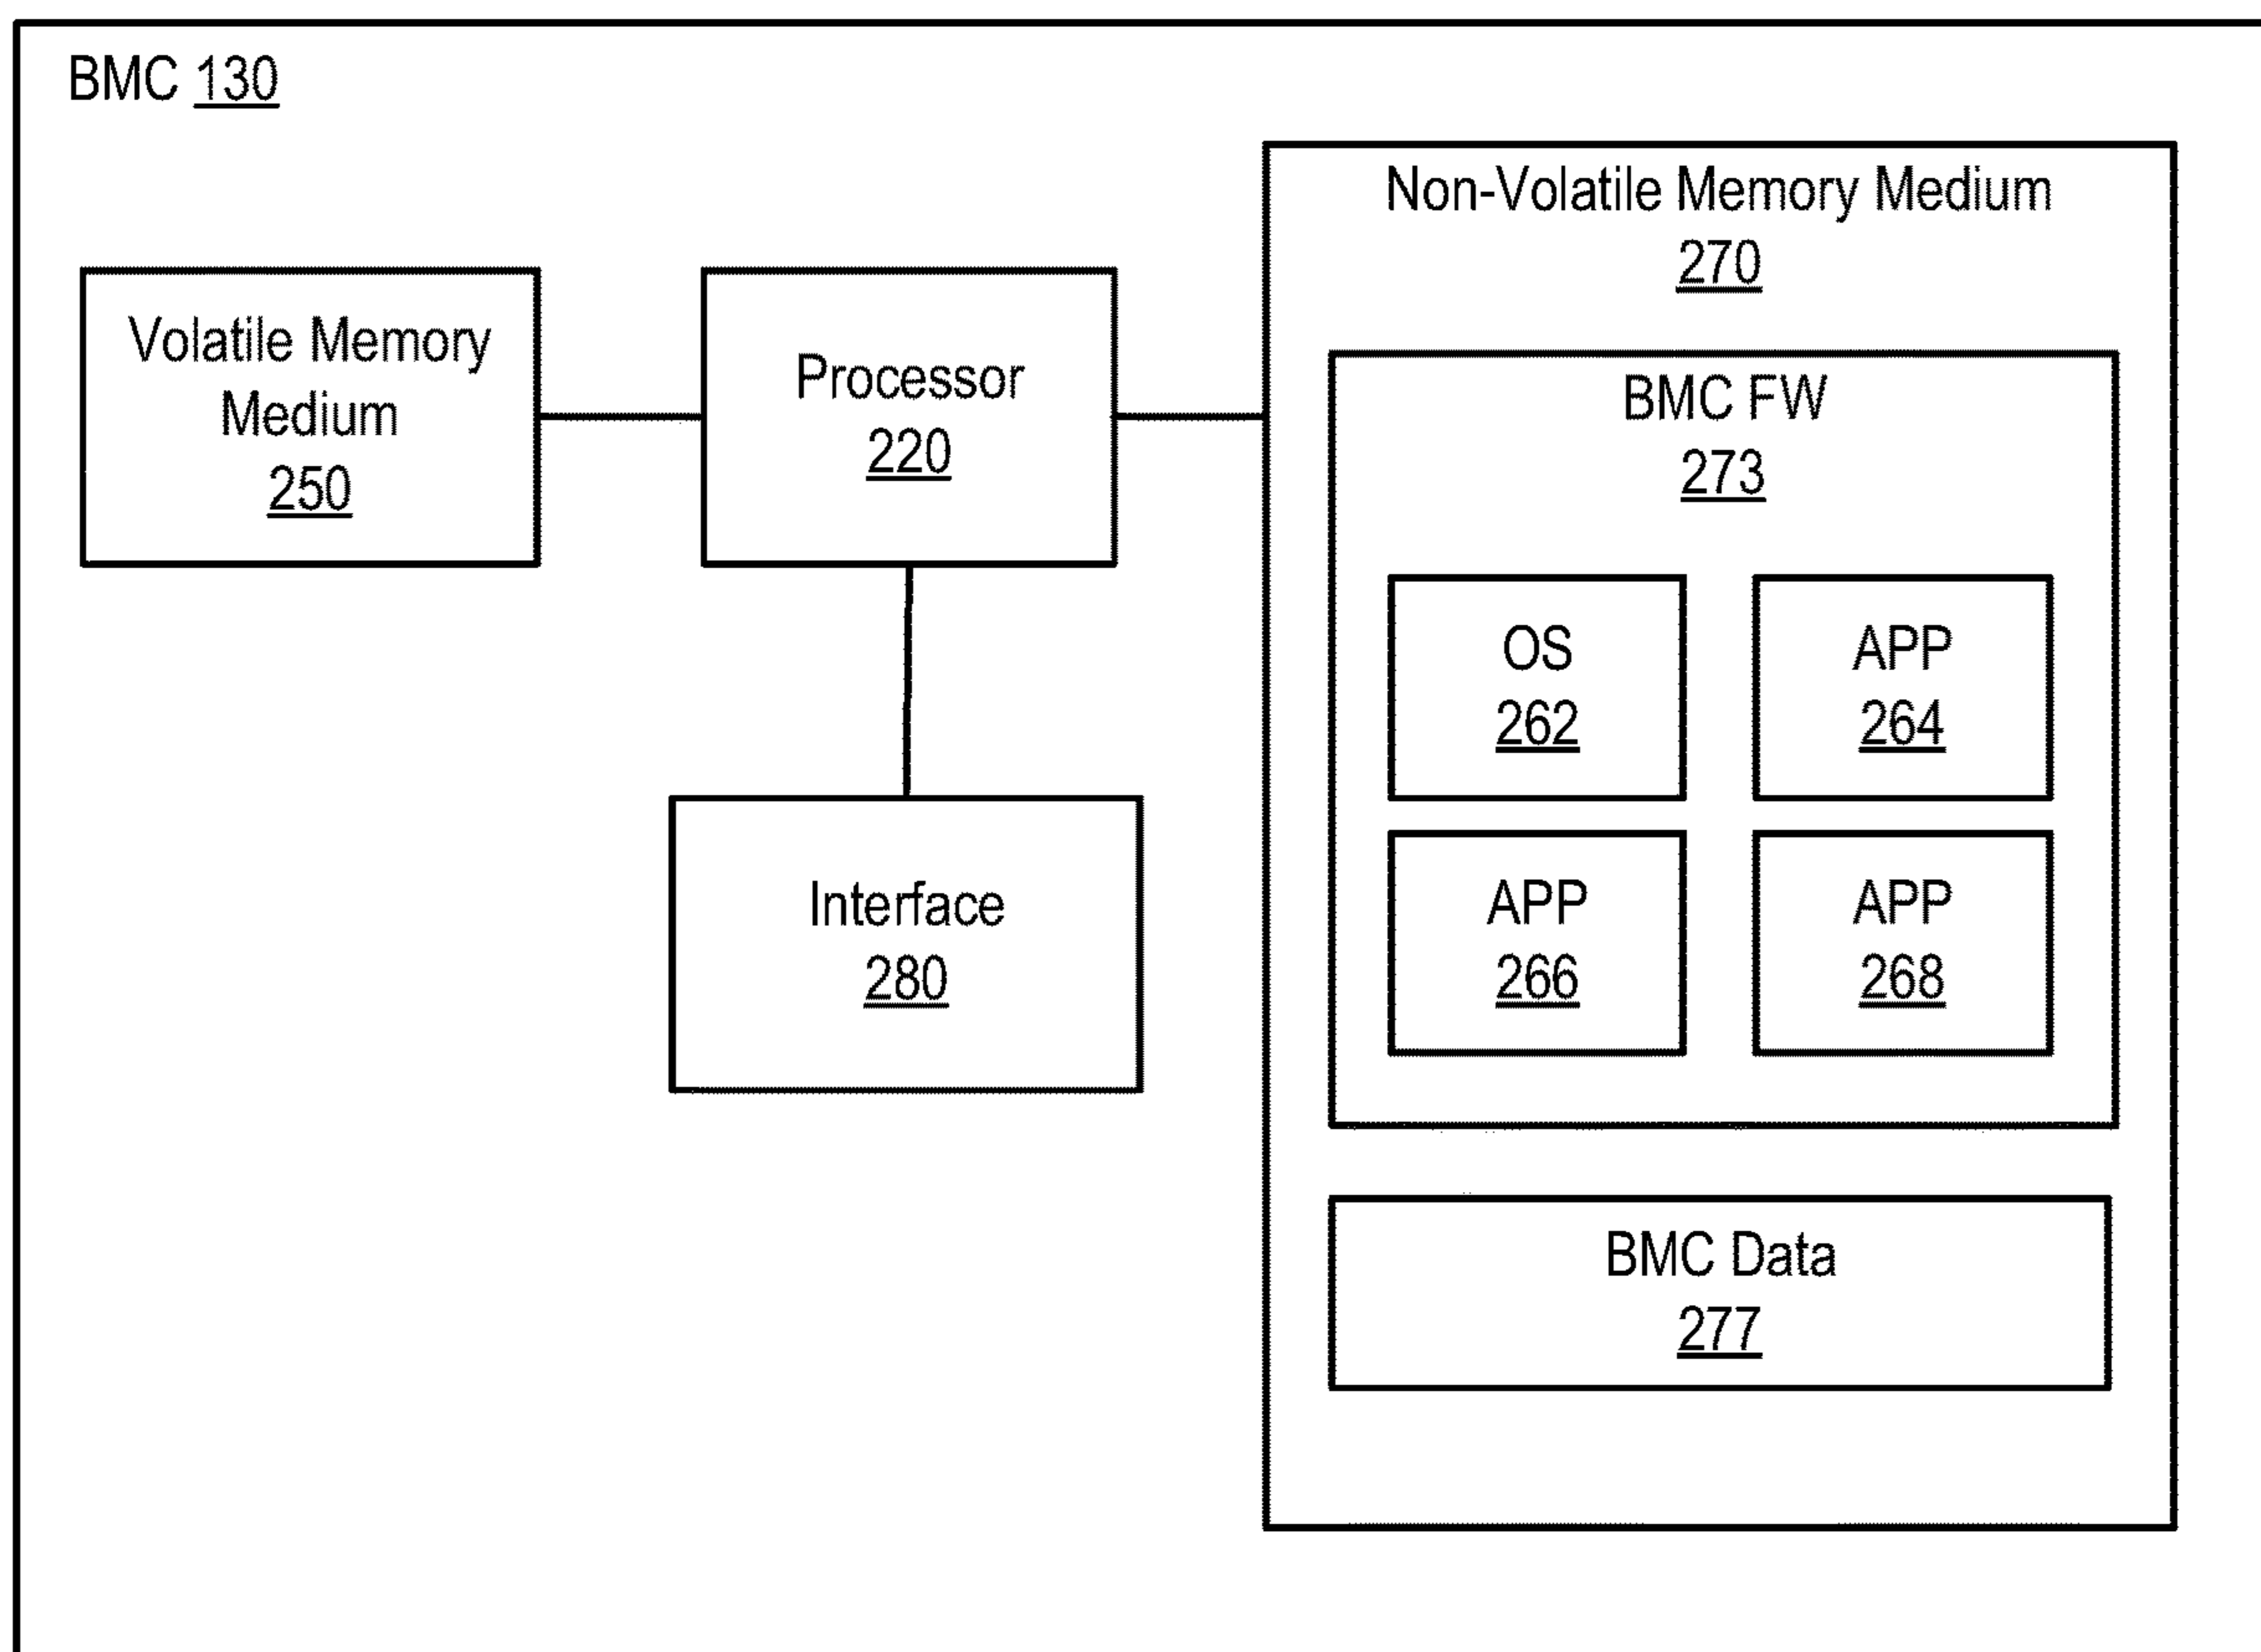 BMC 130
Volatile Memory
Medium
250
Processor
220
Interface
280
Non-Volatile Memory Medium
270
BMC FW
273
OS
262
APP
264
APP
266
APP
268
BMC Data
277